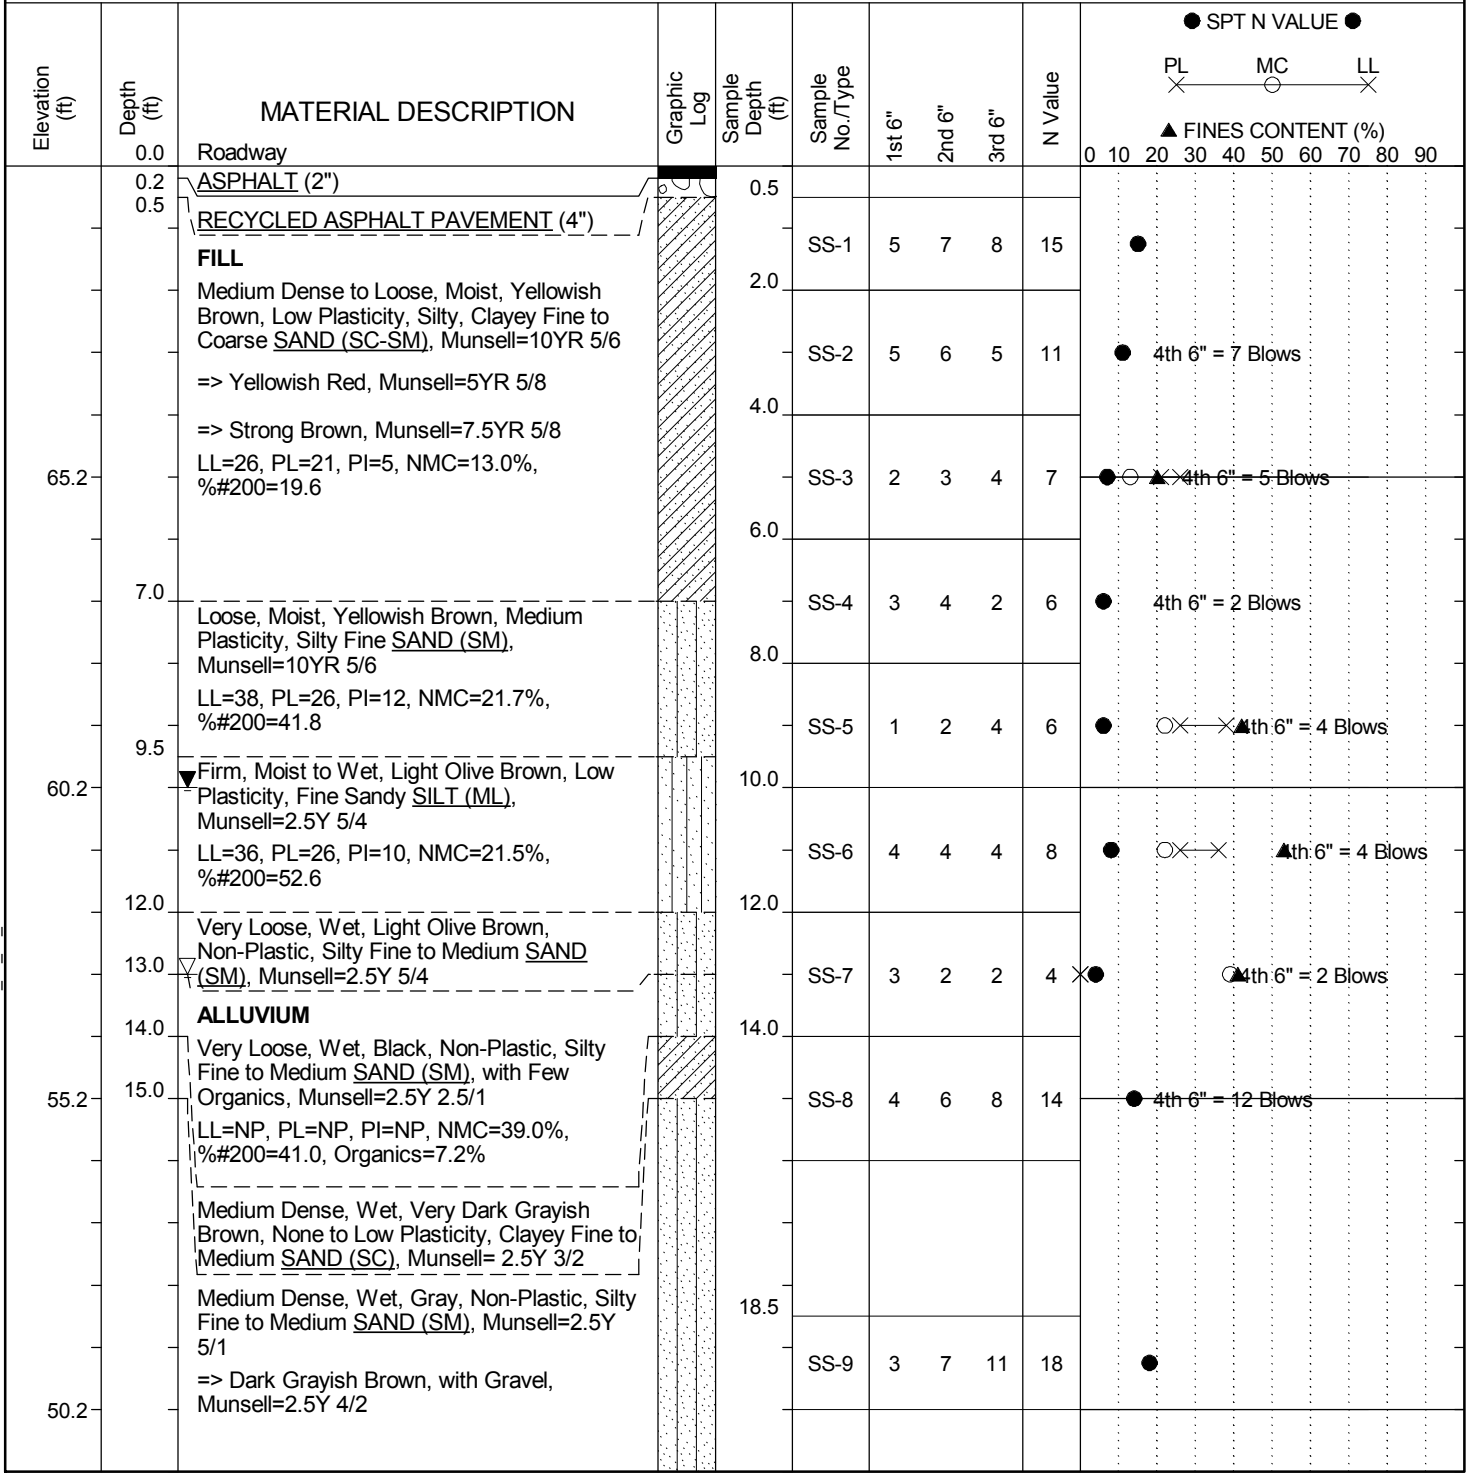 ● SPT N VALUE ●
PL MC LL
▲ FINES CONTENT (%)
0 10 20 30 40 50 60 70 80 90
Elevation
(ft)
Depth
(ft)
MATERIAL DESCRIPTION
Graphic
Log
Sample
Depth
(ft)
Sample
No./Type
1st 6"
2nd 6"
3rd 6"
N Value
0.0 Roadway
0.2 ASPHALT (2") 0.5
0.5
RECYCLED ASPHALT PAVEMENT (4")
SS-1 5 7 8 15
FILL
2.0
Medium Dense to Loose, Moist, Yellowish
Brown, Low Plasticity, Silty, Clayey Fine to
Coarse SAND (SC-SM), Munsell=10YR 5/6
SS-2 5 6 5 11 4th 6" = 7 Blows
=> Yellowish Red, Munsell=5YR 5/8
4.0
=> Strong Brown, Munsell=7.5YR 5/8
LL=26, PL=21, PI=5, NMC=13.0%,
%#200=19.6
65.2 SS-3 2 3 4 7 4th 6" = 5 Blows
6.0
7.0
Loose, Moist, Yellowish Brown, Medium
Plasticity, Silty Fine SAND (SM),
Munsell=10YR 5/6
SS-4 3 4 2 6 4th 6" = 2 Blows
8.0
LL=38, PL=26, PI=12, NMC=21.7%,
%#200=41.8
SS-5 1 2 4 6 4th 6" = 4 Blows
9.5
Firm, Moist to Wet, Light Olive Brown, Low
Plasticity, Fine Sandy SILT (ML),
Munsell=2.5Y 5/4
60.2 10.0
LL=36, PL=26, PI=10, NMC=21.5%,
%#200=52.6
SS-6 4 4 4 8 4th 6" = 4 Blows
12.0 12.0
Very Loose, Wet, Light Olive Brown,
Non-Plastic, Silty Fine to Medium SAND
(SM), Munsell=2.5Y 5/4
13.0 SS-7 3 2 2 4 4th 6" = 2 Blows
ALLUVIUM
14.0 14.0
Very Loose, Wet, Black, Non-Plastic, Silty
Fine to Medium SAND (SM), with Few
Organics, Munsell=2.5Y 2.5/1
55.2 15.0 SS-8 4 6 8 14 4th 6" = 12 Blows
LL=NP, PL=NP, PI=NP, NMC=39.0%,
%#200=41.0, Organics=7.2%
Medium Dense, Wet, Very Dark Grayish
Brown, None to Low Plasticity, Clayey Fine to
Medium SAND (SC), Munsell= 2.5Y 3/2
Medium Dense, Wet, Gray, Non-Plastic, Silty
Fine to Medium SAND (SM), Munsell=2.5Y
5/1
18.5
SS-9 3 7 11 18
=> Dark Grayish Brown, with Gravel,
Munsell=2.5Y 4/2
50.2